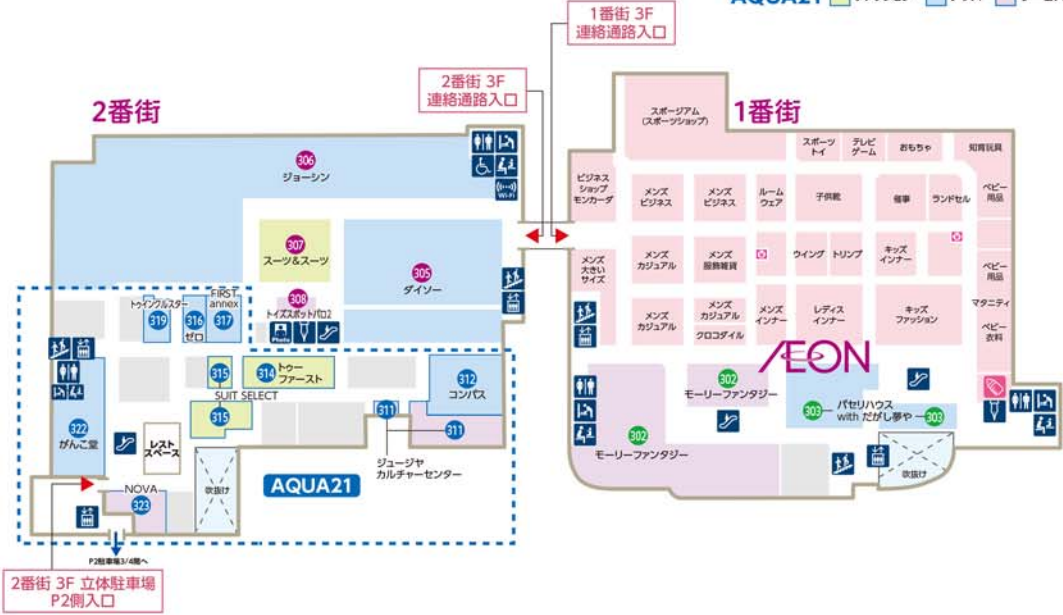 AQUA21
1番街 3F
連絡通路入口
2番街 3F
連絡通路入口
2番街
1番街
306
ジョーシン
Wi-Fi
307
スーツ&スーツ
305
ダイソー
308
トイズスポットパロ2
Photo
トゥインクルスター
319
316
ゼロ
FIRST
annex
317
315
SUIT SELECT
315
314
トゥー
ファースト
312
コンパス
311
311
ジュージヤ
カルチャーセンター
322
がんこ堂
レスト
スペース
吹抜け
AQUA21
NOVA
323
P2駐車場3/4階へ
2番街 3F 立体駐車場
P2側入口
スポージアム
(スポーツショップ)
スポーツ
トイ
テレビ
ゲーム
おもちゃ
知育玩具
ビジネス
ショップ
モンカーダ
メンズ
ビジネス
メンズ
ビジネス
ルーム
ウェア
子供靴
催事
ランドセル
ベビー
用品
メンズ
大きい
サイズ
メンズ
カジュアル
メンズ
服飾雑貨
ウイング
トリンプ
キッズ
インナー
ベビー
用品
メンズ
カジュアル
メンズ
カジュアル
クロコダイル
メンズ
インナー
レディス
インナー
キッズ
ファッション
マタニティ
ベビー
衣料
ÆON
302
モーリーファンタジー
302
モーリーファンタジー
303
パセリハウス
with だがし夢や
303
吹抜け